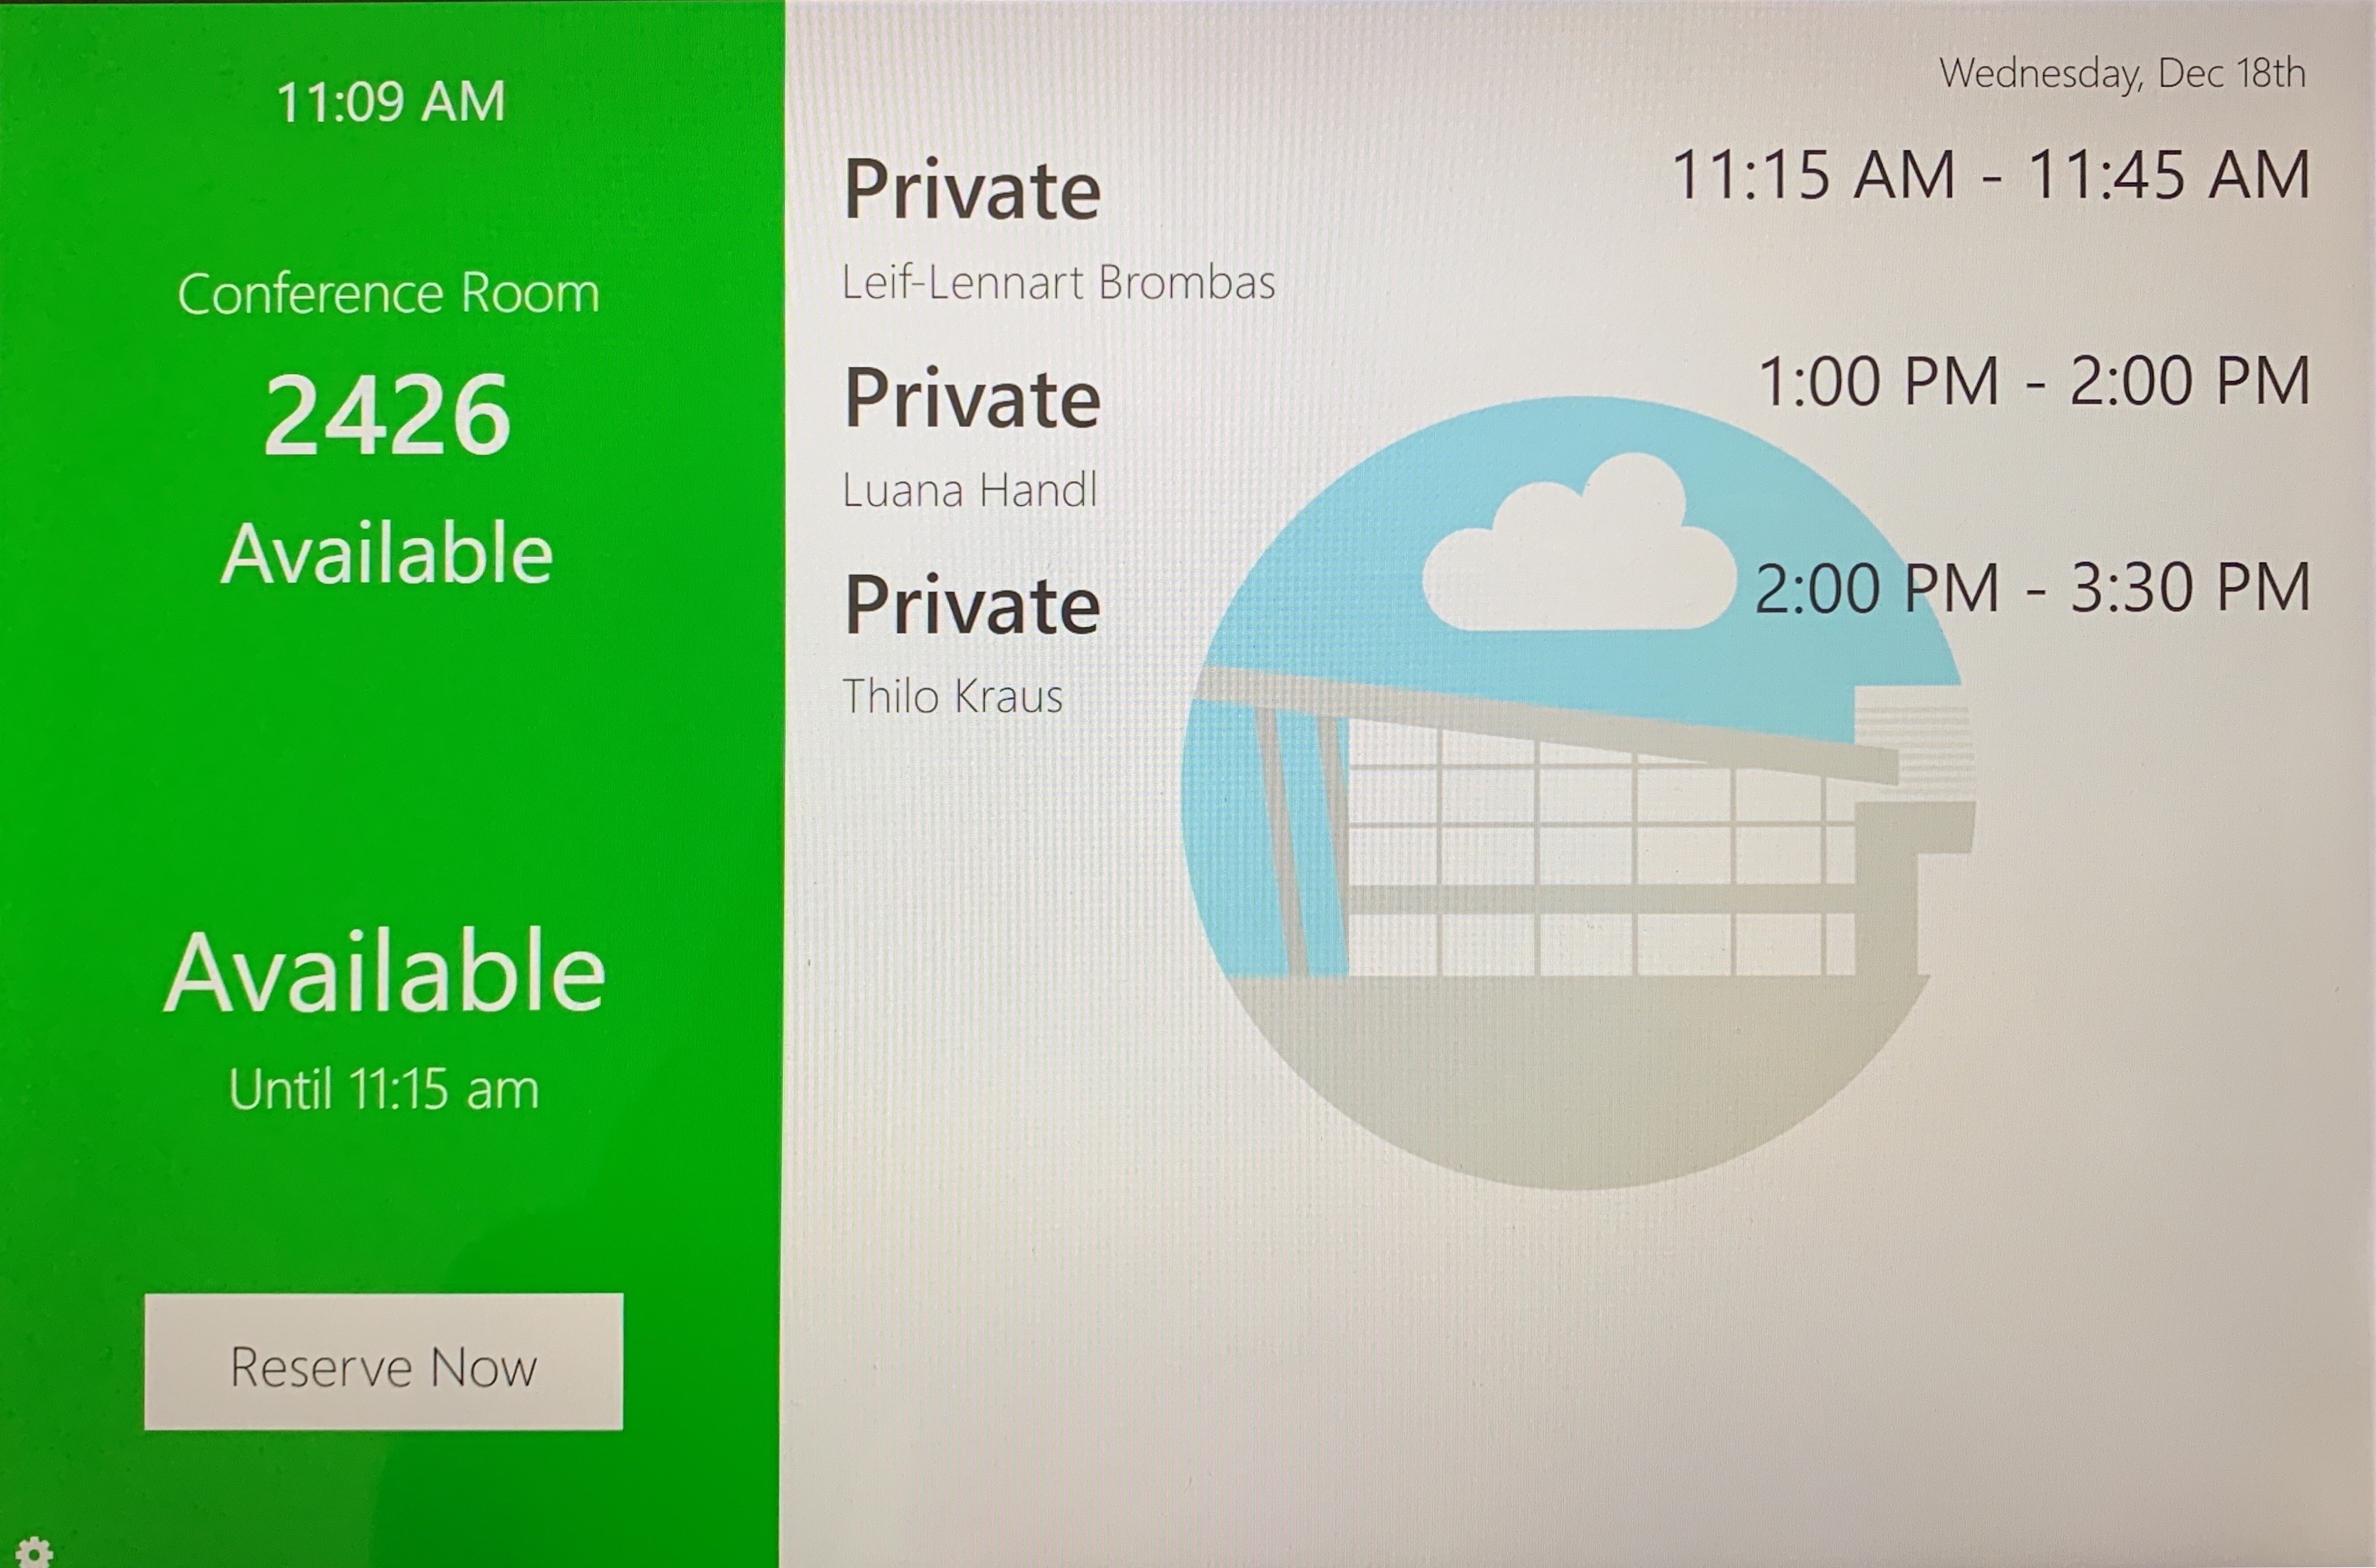 11:09 AM
Conference Room
2426
Available
Available
Until 11:15 am
Reserve Now
Wednesday, Dec 18th
Private
11:15 AM - 11:45 AM
Leif-Lennart Brombas
Private
1:00 PM - 2:00 PM
Luana Handl
Private
2:00 PM - 3:30 PM
Thilo Kraus